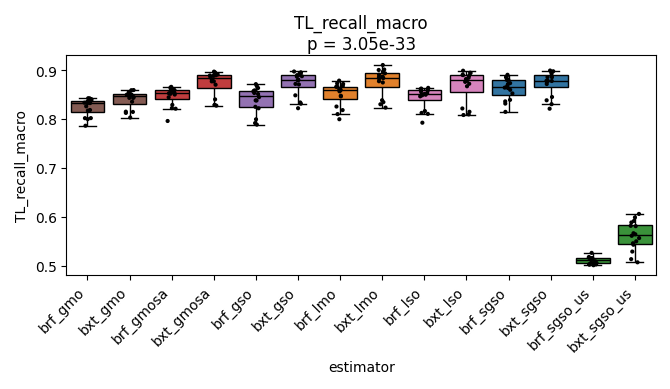 TL_recall_macro
p = 3.05e-33
TL_recall_macro
0.9
0.8
0.7
0.6
0.5
brf_gmo
bxt_gmo
brf_gmosa
bxt_gmosa
brf_gso
bxt_gso
brf_lmo
bxt_lmo
brf_lso
bxt_lso
brf_sgso
bxt_sgso
brf_sgso_us
bxt_sgso_us
estimator